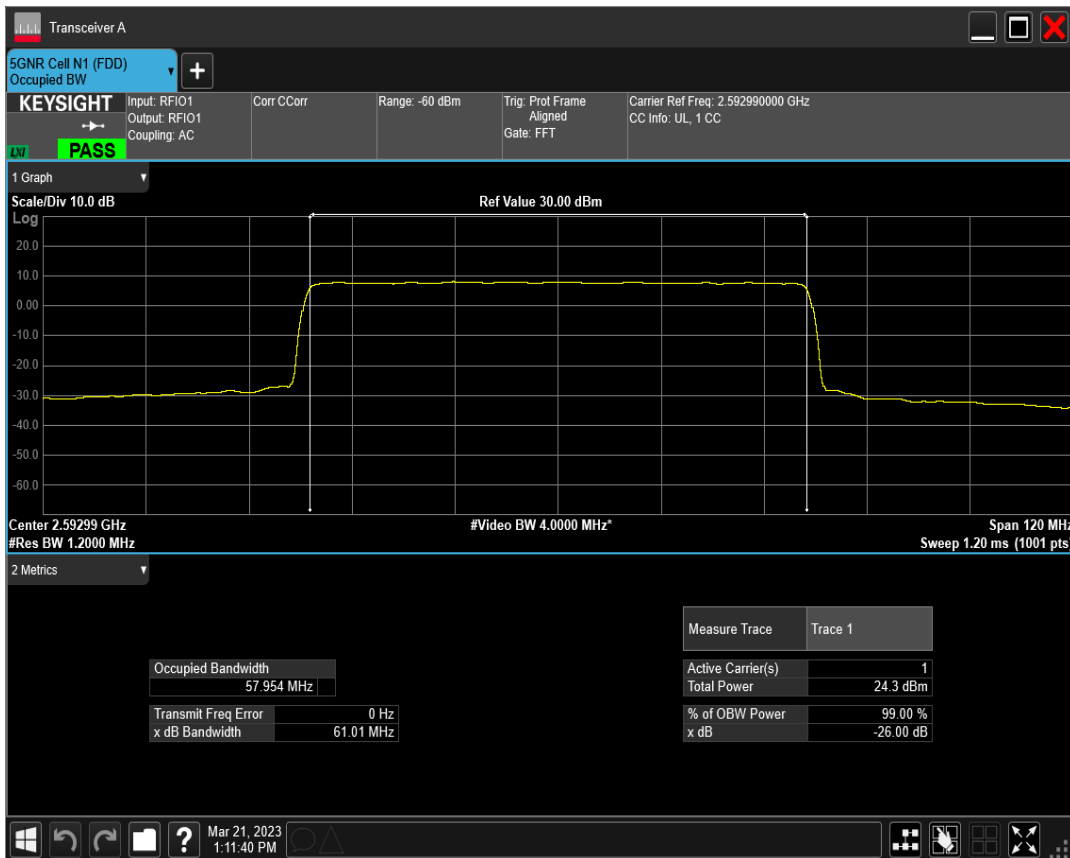 Transceiver A
5GNR Cell N1 (FDD)
Occupied BW
+
KEYSIGHT
LXI
PASS
Input: RFIO1
Output: RFIO1
Coupling: AC
Corr CCorr
Range: -60 dBm
Trig: Prot Frame
Aligned
Gate: FFT
Carrier Ref Freq: 2.592990000 GHz
CC Info: UL, 1 CC
1 Graph
Scale/Div 10.0 dB
Ref Value 30.00 dBm
Log
20.0
10.0
0.00
-10.0
-20.0
-30.0
-40.0
-50.0
-60.0
Center 2.59299 GHz
#Video BW 4.0000 MHz*
Span 120 MHz
#Res BW 1.2000 MHz
Sweep 1.20 ms (1001 pts)
2 Metrics
Measure Trace
Trace 1
Occupied Bandwidth
57.954 MHz
Active Carrier(s) 1
Total Power 24.3 dBm
Transmit Freq Error 0 Hz
x dB Bandwidth 61.01 MHz
% of OBW Power 99.00 %
x dB -26.00 dB
?
Mar 21, 2023
1:11:40 PM